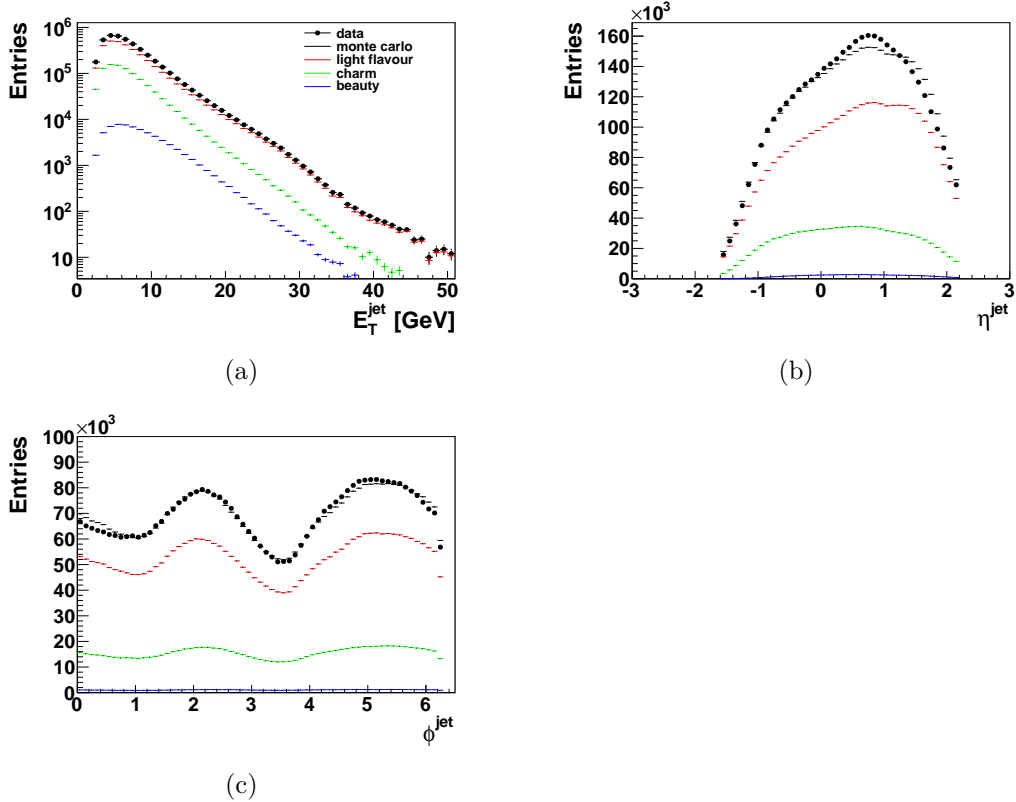 Entries
10^6
10^5
10^4
10^3
10^2
10
0 10 20 30 40 50
E_T^jet [GeV]
data
monte carlo
light flavour
charm
beauty
(a)
×10^3
Entries
160
140
120
100
80
60
40
20
0
-3 -2 -1 0 1 2 3
η^jet
(b)
×10^3
Entries
100
90
80
70
60
50
40
30
20
10
0
0 1 2 3 4 5 6
ϕ^jet
(c)